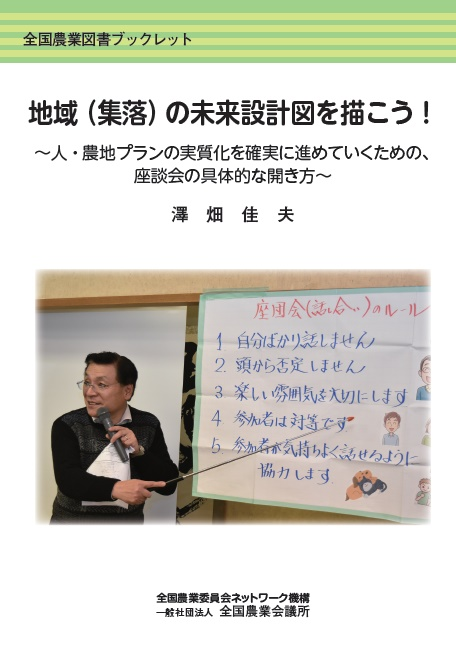 全国農業図書ブックレット
地域（集落）の未来設計図を描こう！
～人・農地プランの実質化を確実に進めていくための、
座談会の具体的な開き方～
澤畑佳夫
座団会(話し合い)のルール
1 自分ばかり話しません
2 頭から否定しません
3 楽しい雰囲気を大切にします
4 参加者は対等です
5 参加者が気持ちよく話せるように
協力します
全国農業委員会ネットワーク機構
一般社団法人 全国農業会議所